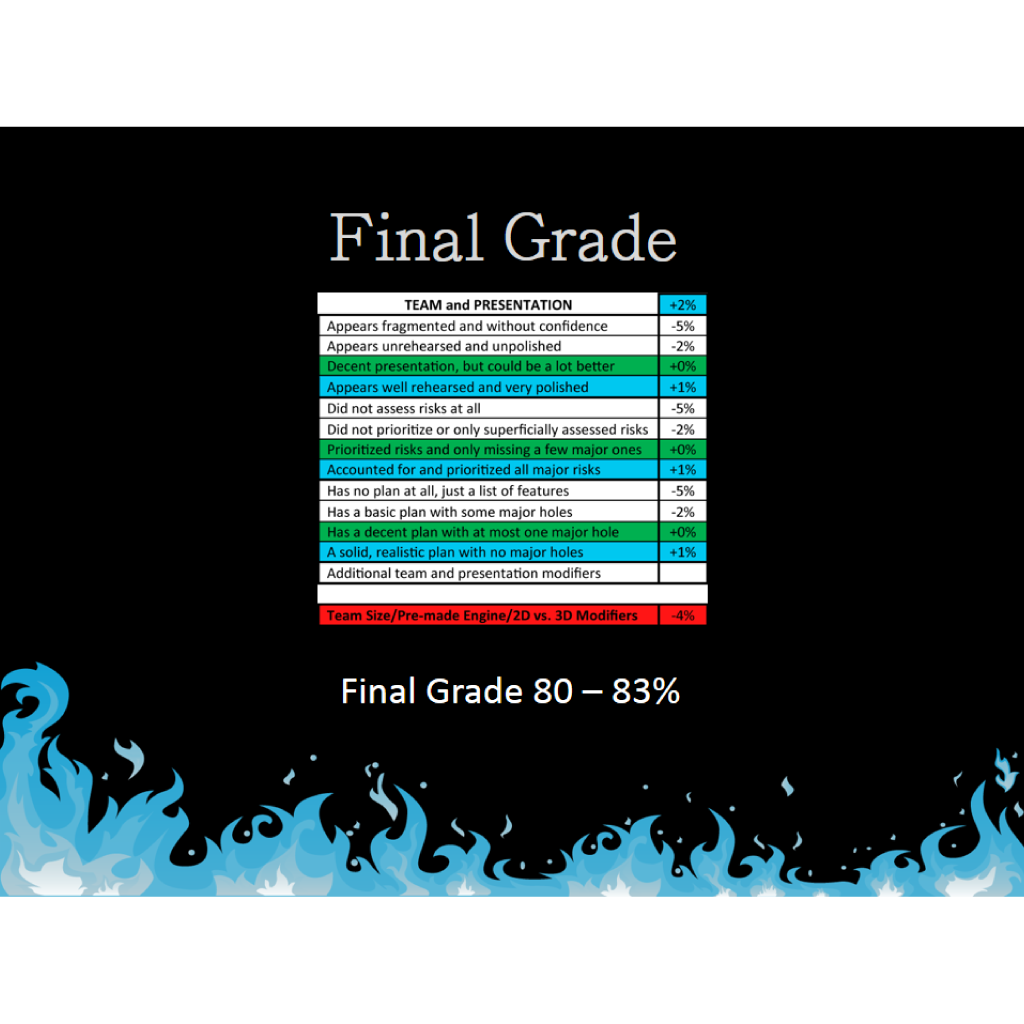 Final Grade
TEAM and PRESENTATION +2%
Appears fragmented and without confidence -5%
Appears unrehearsed and unpolished -2%
Decent presentation, but could be a lot better +0%
Appears well rehearsed and very polished +1%
Did not assess risks at all -5%
Did not prioritize or only superficially assessed risks -2%
Prioritized risks and only missing a few major ones +0%
Accounted for and prioritized all major risks +1%
Has no plan at all, just a list of features -5%
Has a basic plan with some major holes -2%
Has a decent plan with at most one major hole +0%
A solid, realistic plan with no major holes +1%
Additional team and presentation modifiers
Team Size/Pre-made Engine/2D vs. 3D Modifiers -4%
Final Grade 80 – 83%